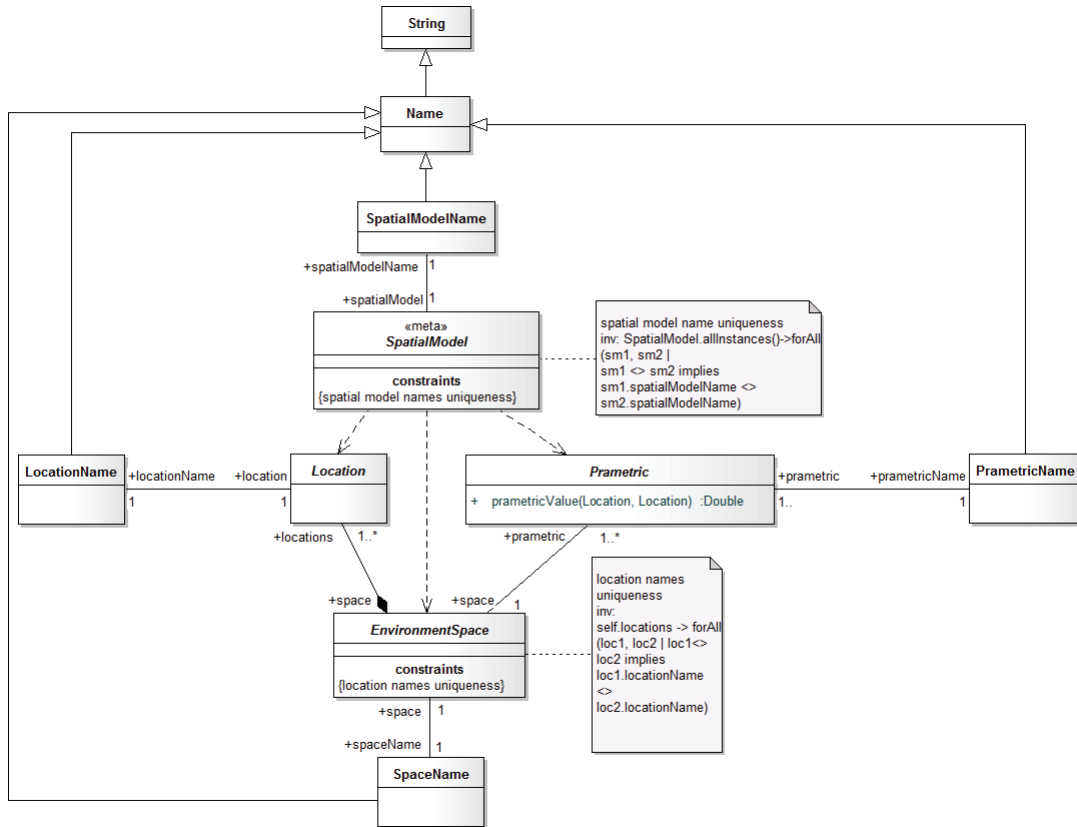 String
Name
SpatialModelName
+spatialModelName
1
+spatialModel
1
«meta»
SpatialModel
constraints
{spatial model names uniqueness}
spatial model name uniqueness
inv: SpatialModel.allInstances()->forAll
(sm1, sm2 |
sm1 <> sm2 implies
sm1.spatialModelName <>
sm2.spatialModelName)
LocationName
+locationName
1
+location
1
Location
Prametric
+ prametricValue(Location, Location) :Double
+prametric
1..
+prametricName
1
PrametricName
+locations
1..*
+prametric
1..*
+space
+space
1
EnvironmentSpace
constraints
{location names uniqueness}
location names
uniqueness
inv:
self.locations -> forAll
(loc1, loc2 | loc1<>
loc2 implies
loc1.locationName
<>
loc2.locationName)
+space
1
+spaceName
1
SpaceName